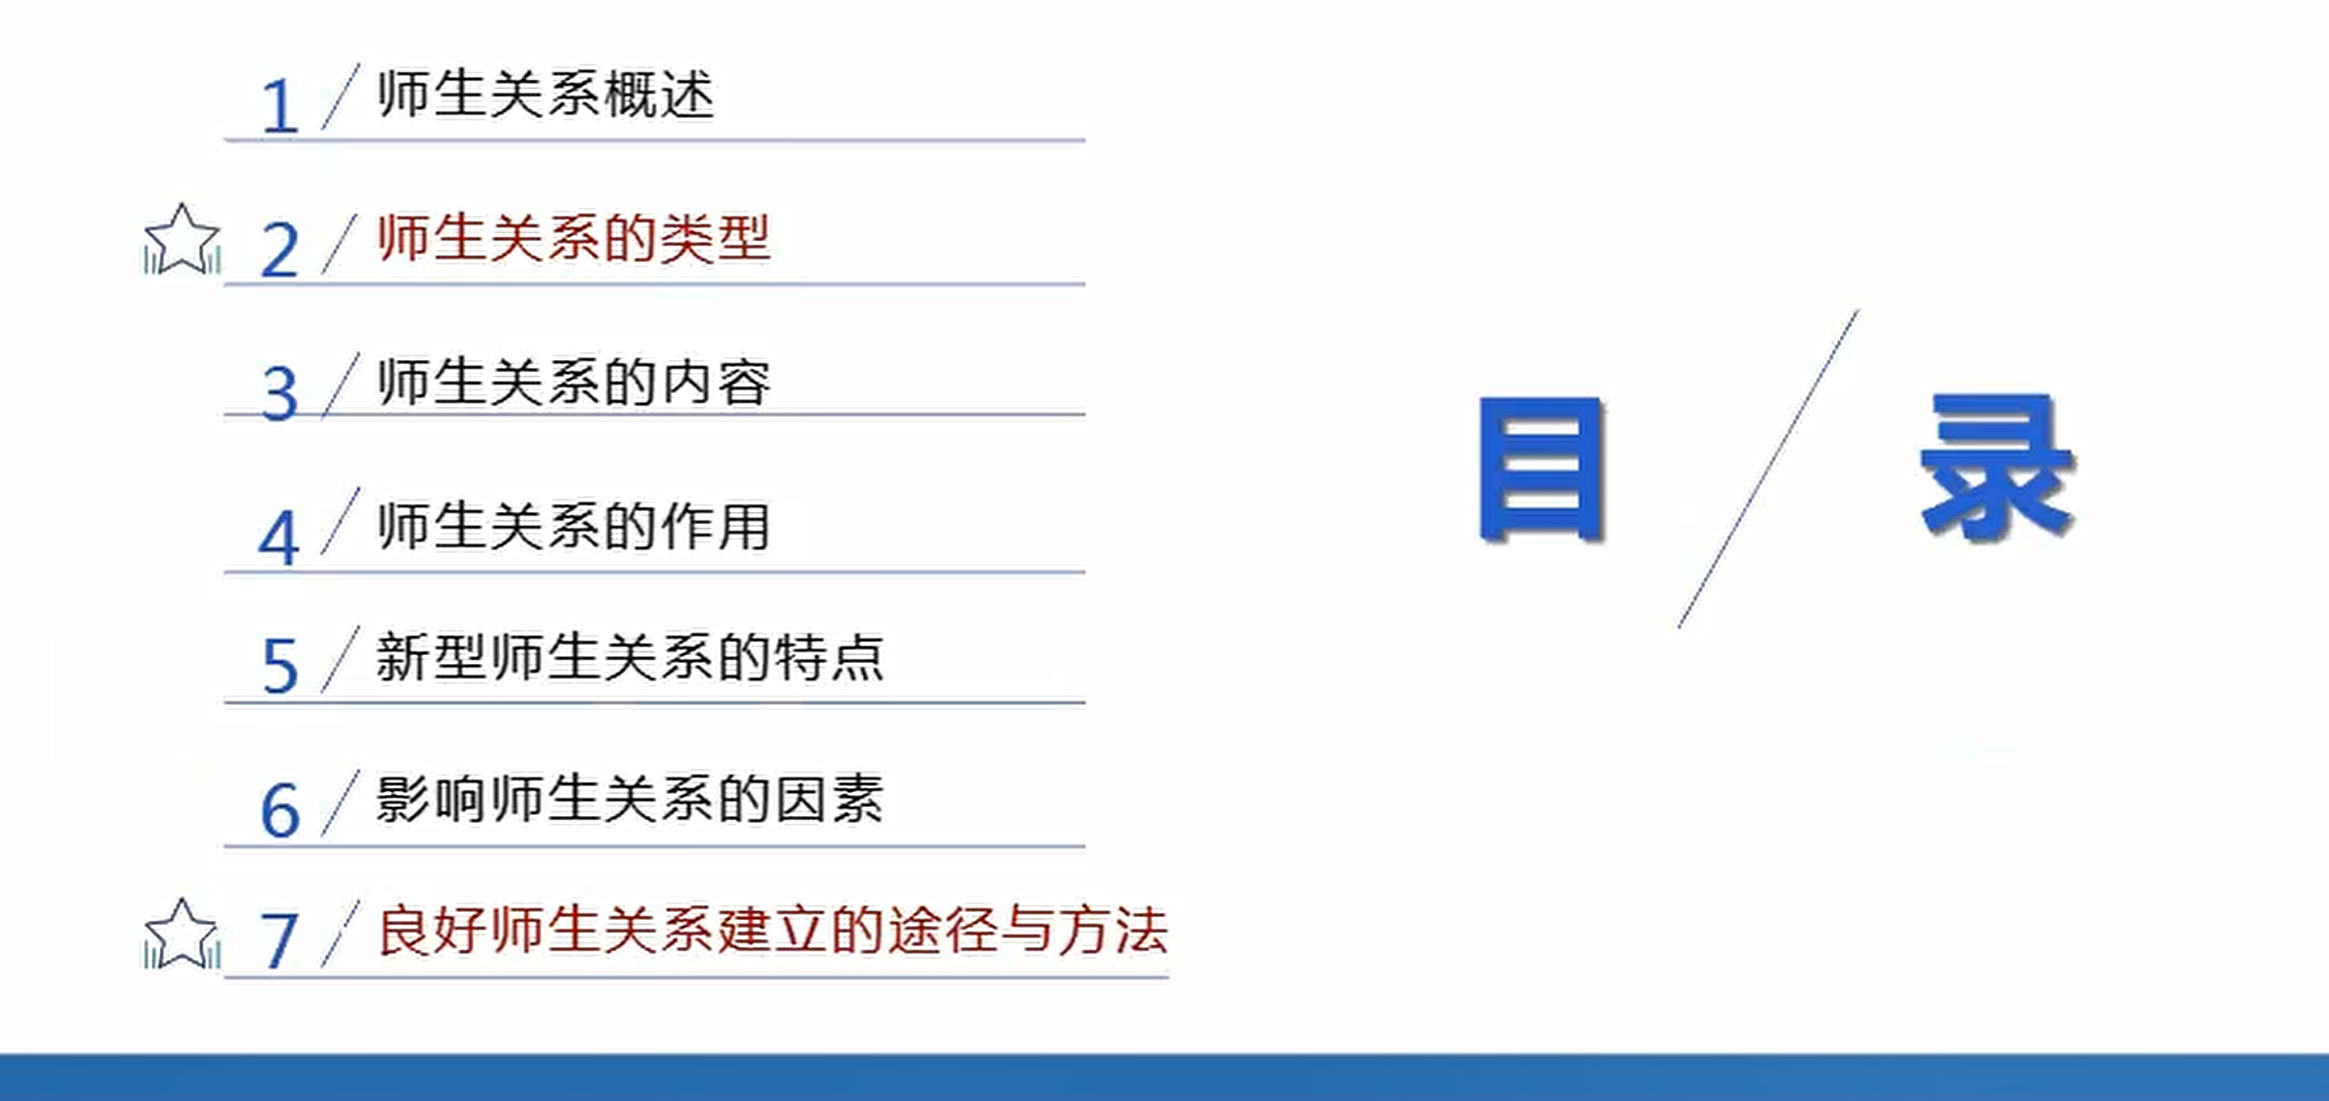 1 / 师生关系概述
2 / 师生关系的类型
3 / 师生关系的内容
4 / 师生关系的作用
5 / 新型师生关系的特点
6 / 影响师生关系的因素
7 / 良好师生关系建立的途径与方法
目 / 录